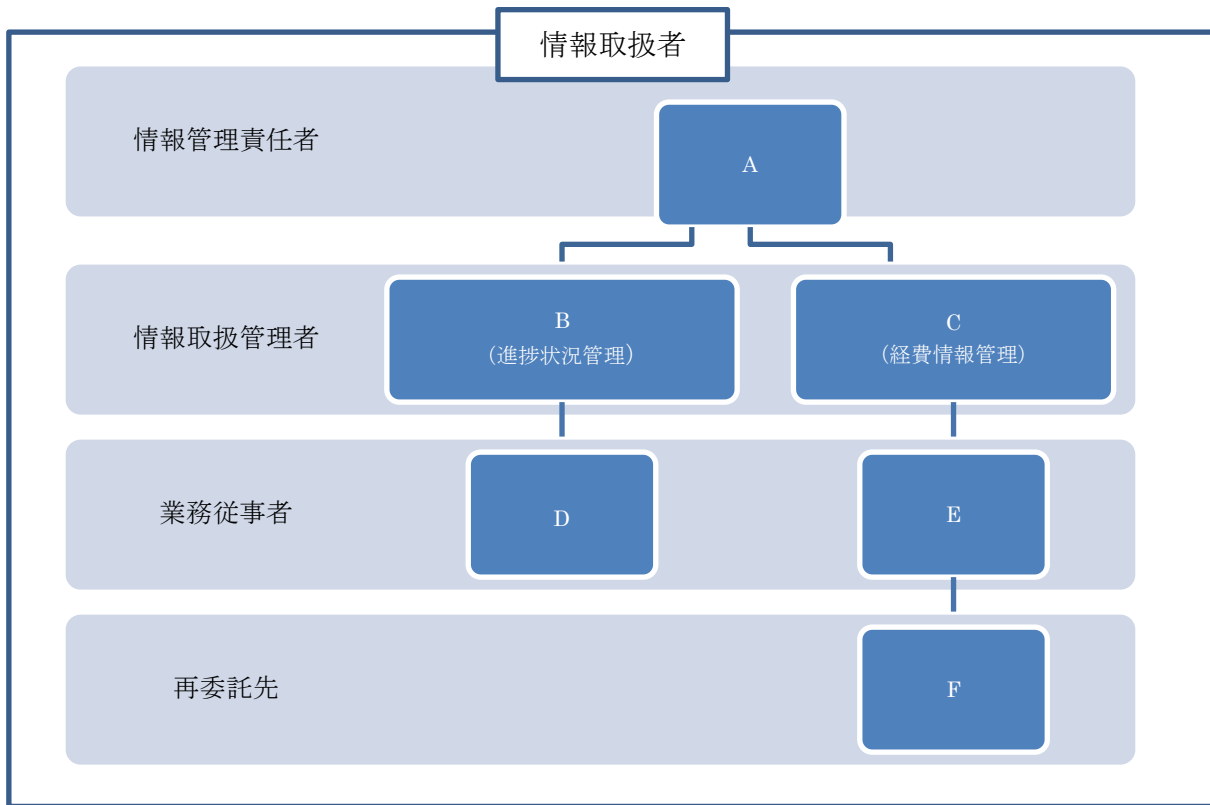 情報取扱者
情報管理責任者
A
情報取扱管理者
B
(進捗状況管理)
C
(経費情報管理)
業務従事者
D
E
再委託先
F